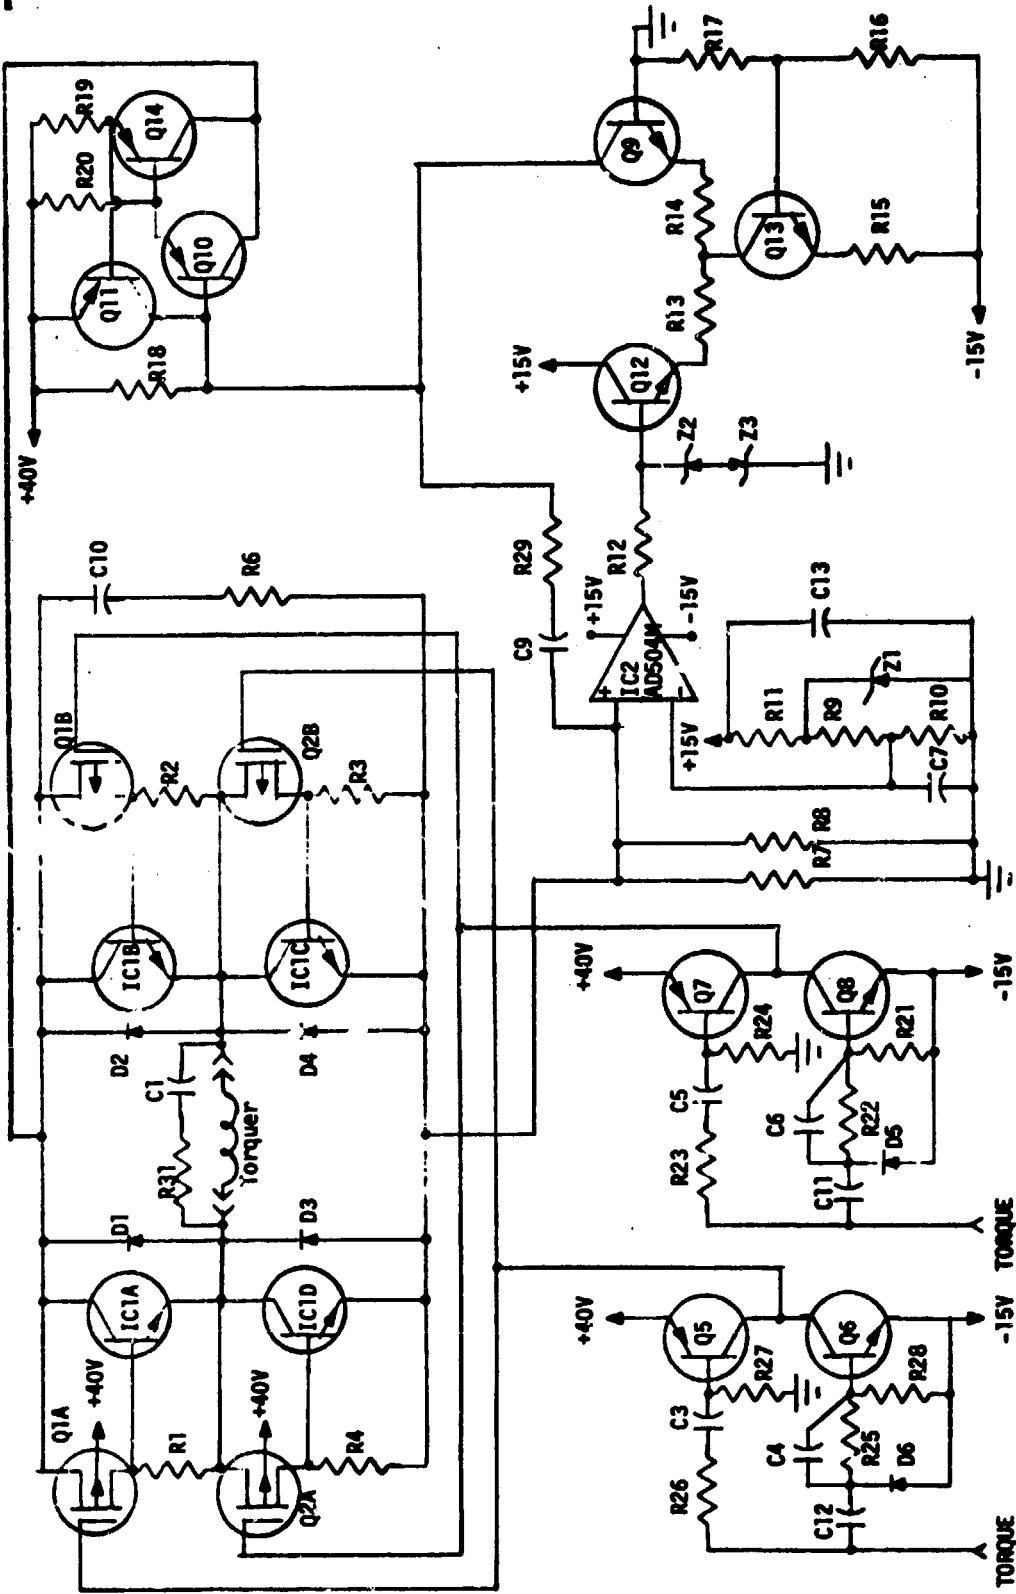 R19
Q14
R20
Q10
Q11
R18
+40V
R17
R16
Q9
R14
Q13
R15
R13
Q12
+15V
-15V
Z2
Z3
C10
R6
R29
R12
+15V
-15V
C9
IC2
AD504M
C13
Z1
R11
R9
R10
+15V
C7
R8
R7
Q1B
R2
Q2B
R3
IC1B
IC1C
D2
D4
C1
R31
Torquer
D1
D3
IC1A
IC1D
Q1A
+40V
R1
+40V
R4
Q2A
+40V
Q7
R24
C5
R23
Q8
R21
C6
R22
D5
C11
-15V
TORQUE
+40V
Q5
R27
C3
R26
Q6
R28
C4
R25
D6
C12
-15V
TORQUE